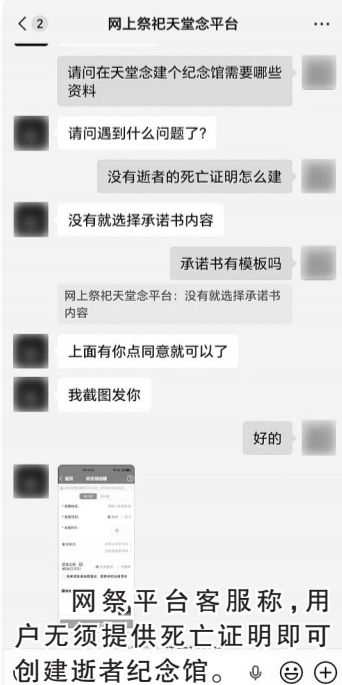 2
网上祭祀天堂念平台
请问在天堂念建个纪念馆需要哪些
资料
请问遇到什么问题了?
没有逝者的死亡证明怎么建
没有就选择承诺书内容
承诺书有模板吗
网上祭祀天堂念平台：没有就选择承诺书
内容
上面有你点同意就可以了
我截图发你
好的
网祭平台客服称,用
户无须提供死亡证明即可
创建逝者纪念馆。